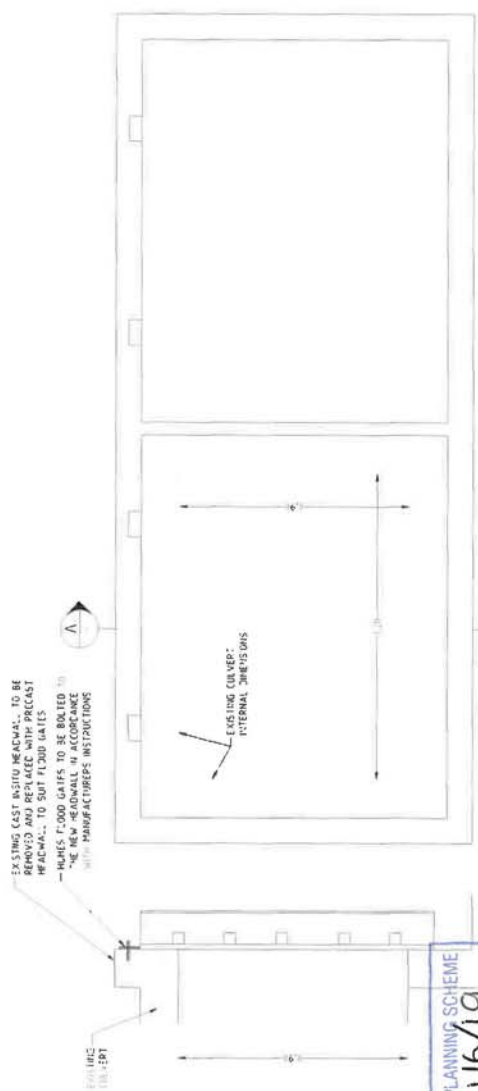 EXISTING CAST INSITU HEADWALL TO BE
REMOVED AND REPLACED WITH PRECAST
HEADWALL TO SUIT FLOOD GATES
HUMES FLOOD GATES TO BE BOLTED TO
THE NEW HEADWALL IN ACCORDANCE
WITH MANUFACTURERS INSTRUCTIONS
EXISTING
CULVERT
A
EXISTING CULVERT
INTERNAL DIMENSIONS
PLANNING SCHEME